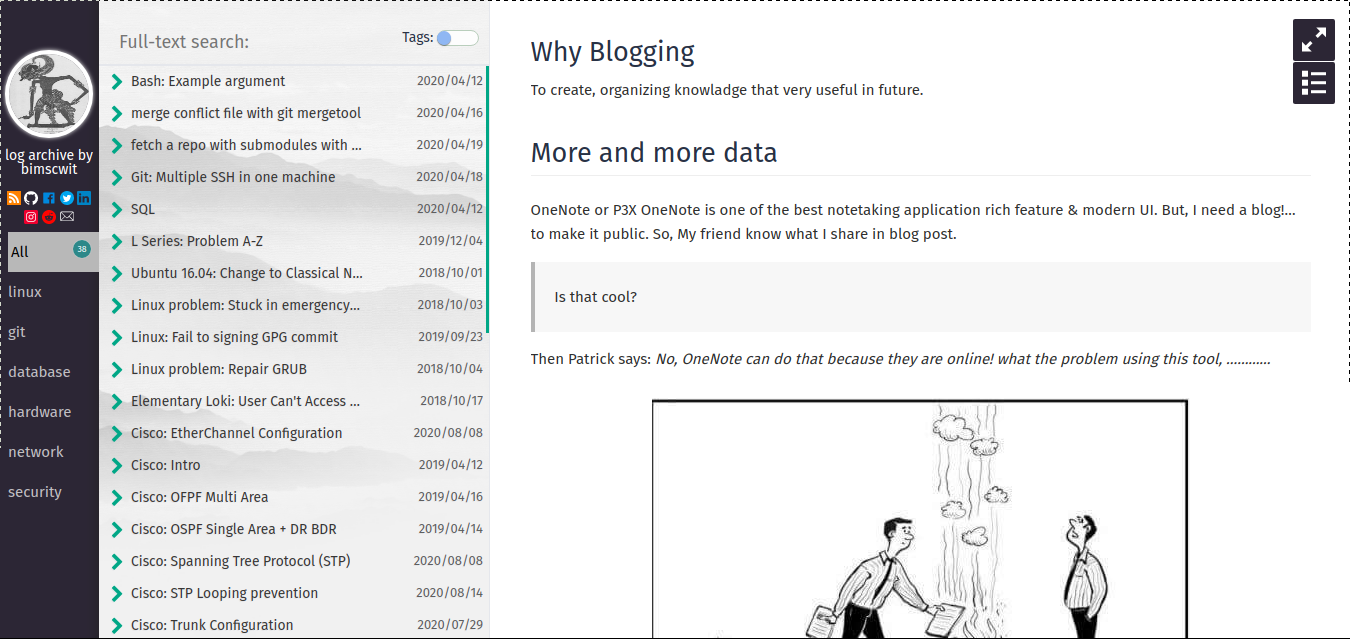 log archive by
bimscwit
All
38
linux
git
database
hardware
network
security
Full-text search:
Tags:
Bash: Example argument 2020/04/12
merge conflict file with git mergetool 2020/04/16
fetch a repo with submodules with ... 2020/04/19
Git: Multiple SSH in one machine 2020/04/18
SQL 2020/04/12
L Series: Problem A-Z 2019/12/04
Ubuntu 16.04: Change to Classical N... 2018/10/01
Linux problem: Stuck in emergency... 2018/10/03
Linux: Fail to signing GPG commit 2019/09/23
Linux problem: Repair GRUB 2018/10/04
Elementary Loki: User Can't Access ... 2018/10/17
Cisco: EtherChannel Configuration 2020/08/08
Cisco: Intro 2019/04/12
Cisco: OFPF Multi Area 2019/04/16
Cisco: OSPF Single Area + DR BDR 2019/04/14
Cisco: Spanning Tree Protocol (STP) 2020/08/08
Cisco: STP Looping prevention 2020/08/14
Cisco: Trunk Configuration 2020/07/29
Why Blogging
To create, organizing knowladge that very useful in future.
More and more data
OneNote or P3X OneNote is one of the best notetaking application rich feature & modern UI. But, I need a blog!...
to make it public. So, My friend know what I share in blog post.
Is that cool?
Then Patrick says: No, OneNote can do that because they are online! what the problem using this tool, ............